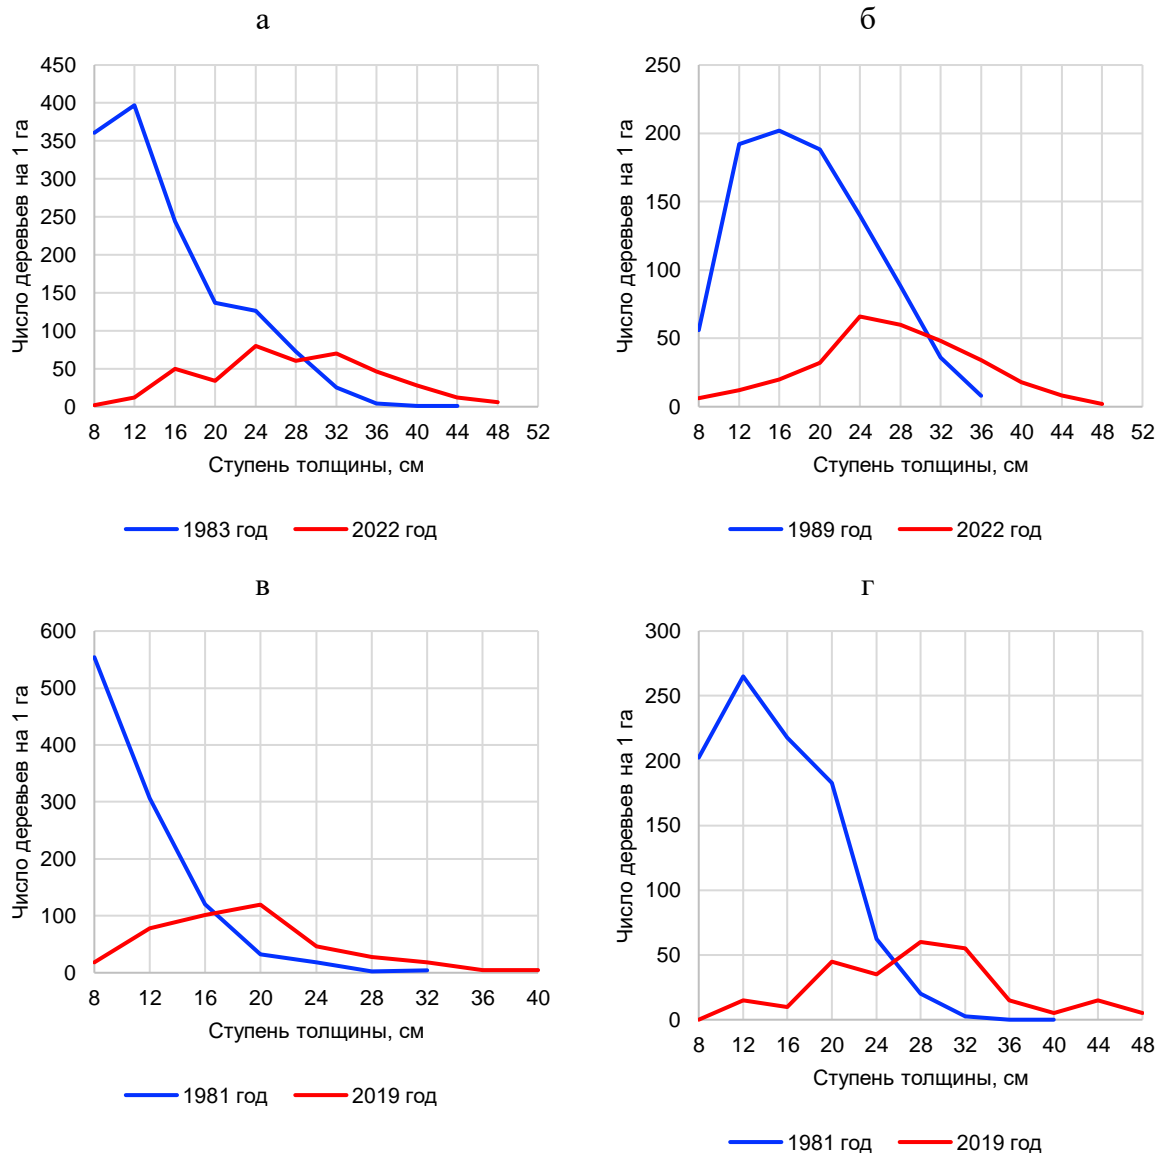 а
450
400
350
300
250
200
150
100
50
0
Число деревьев на 1 га
8 12 16 20 24 28 32 36 40 44 48 52
Ступень толщины, см
1983 год 2022 год
б
250
200
150
100
50
0
Число деревьев на 1 га
8 12 16 20 24 28 32 36 40 44 48 52
Ступень толщины, см
1989 год 2022 год
в
600
500
400
300
200
100
0
Число деревьев на 1 га
8 12 16 20 24 28 32 36 40
Ступень толщины, см
1981 год 2019 год
г
300
250
200
150
100
50
0
Число деревьев на 1 га
8 12 16 20 24 28 32 36 40 44 48
Ступень толщины, см
1981 год 2019 год